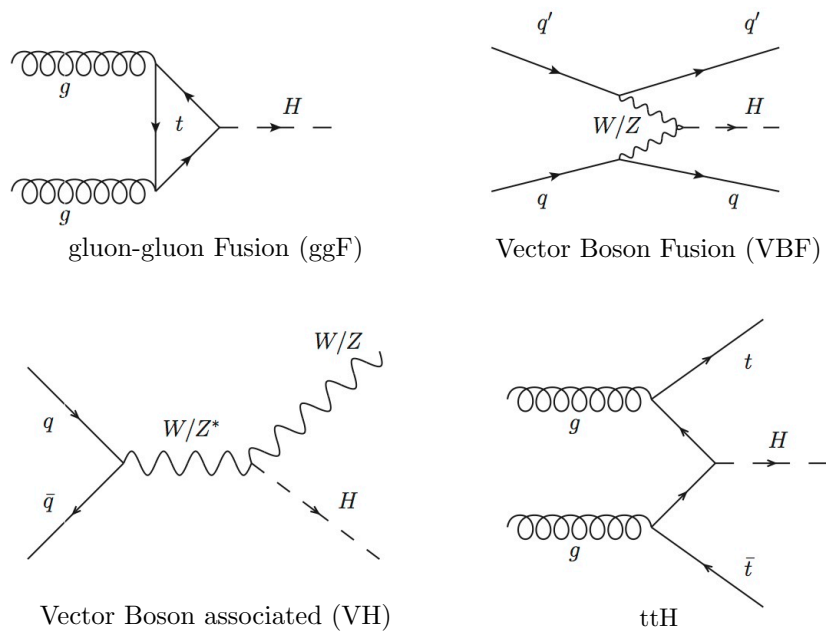 g
t
H
g
gluon-gluon Fusion (ggF)
q′ q′
W/Z H
q q
Vector Boson Fusion (VBF)
W/Z
q W/Z*
q̄ H
Vector Boson associated (VH)
t
g
H
g
t̄
ttH